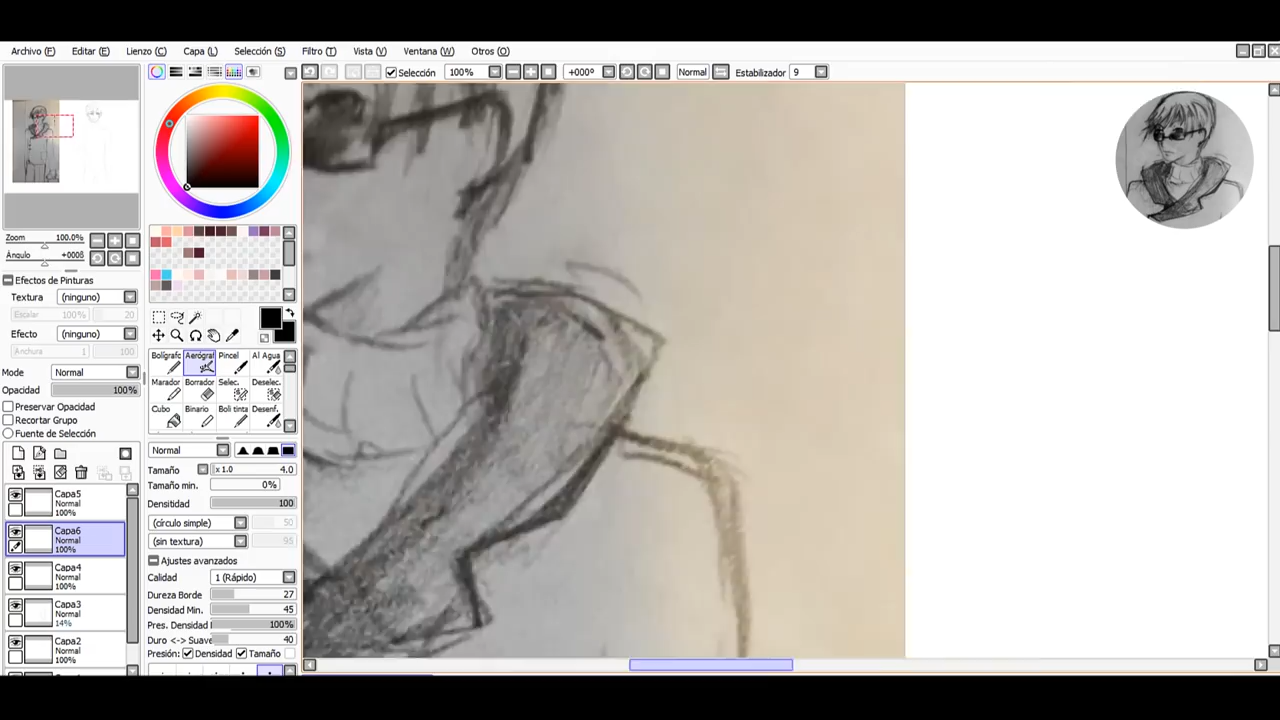 Archivo (F) Editar (E) Lienzo (C) Capa (L) Selección (S) Filtro (T) Vista (V) Ventana (W) Otros (O)
Selección 100% +000º Normal Estabilizador 9
Zoom 100.0%
Ángulo +000º
Efectos de Pinturas
Textura (ninguno)
Escalar 100% 20
Efecto (ninguno)
Anchura 1 100
Mode Normal
Opacidad 100%
Preservar Opacidad
Recortar Grupo
Fuente de Selección
Capa5
Normal
100%
Capa6
Normal
100%
Capa4
Normal
100%
Capa3
Normal
14%
Capa2
Normal
100%
Bolígrafc Aerógraf Pincel Al Agua
Marador Borrador Selec. Deselec.
Cubo Binario Boli tinta Desenf.
Normal
Tamaño x 1.0 4.0
Tamaño min. 0%
Densitidad 100
(círculo simple) 50
(sin textura) 95
Ajustes avanzados
Calidad 1 (Rápido)
Dureza Borde 27
Densidad Min. 45
Pres. Densidad 100%
Duro <-> Suave 40
Presión: Densidad Tamaño